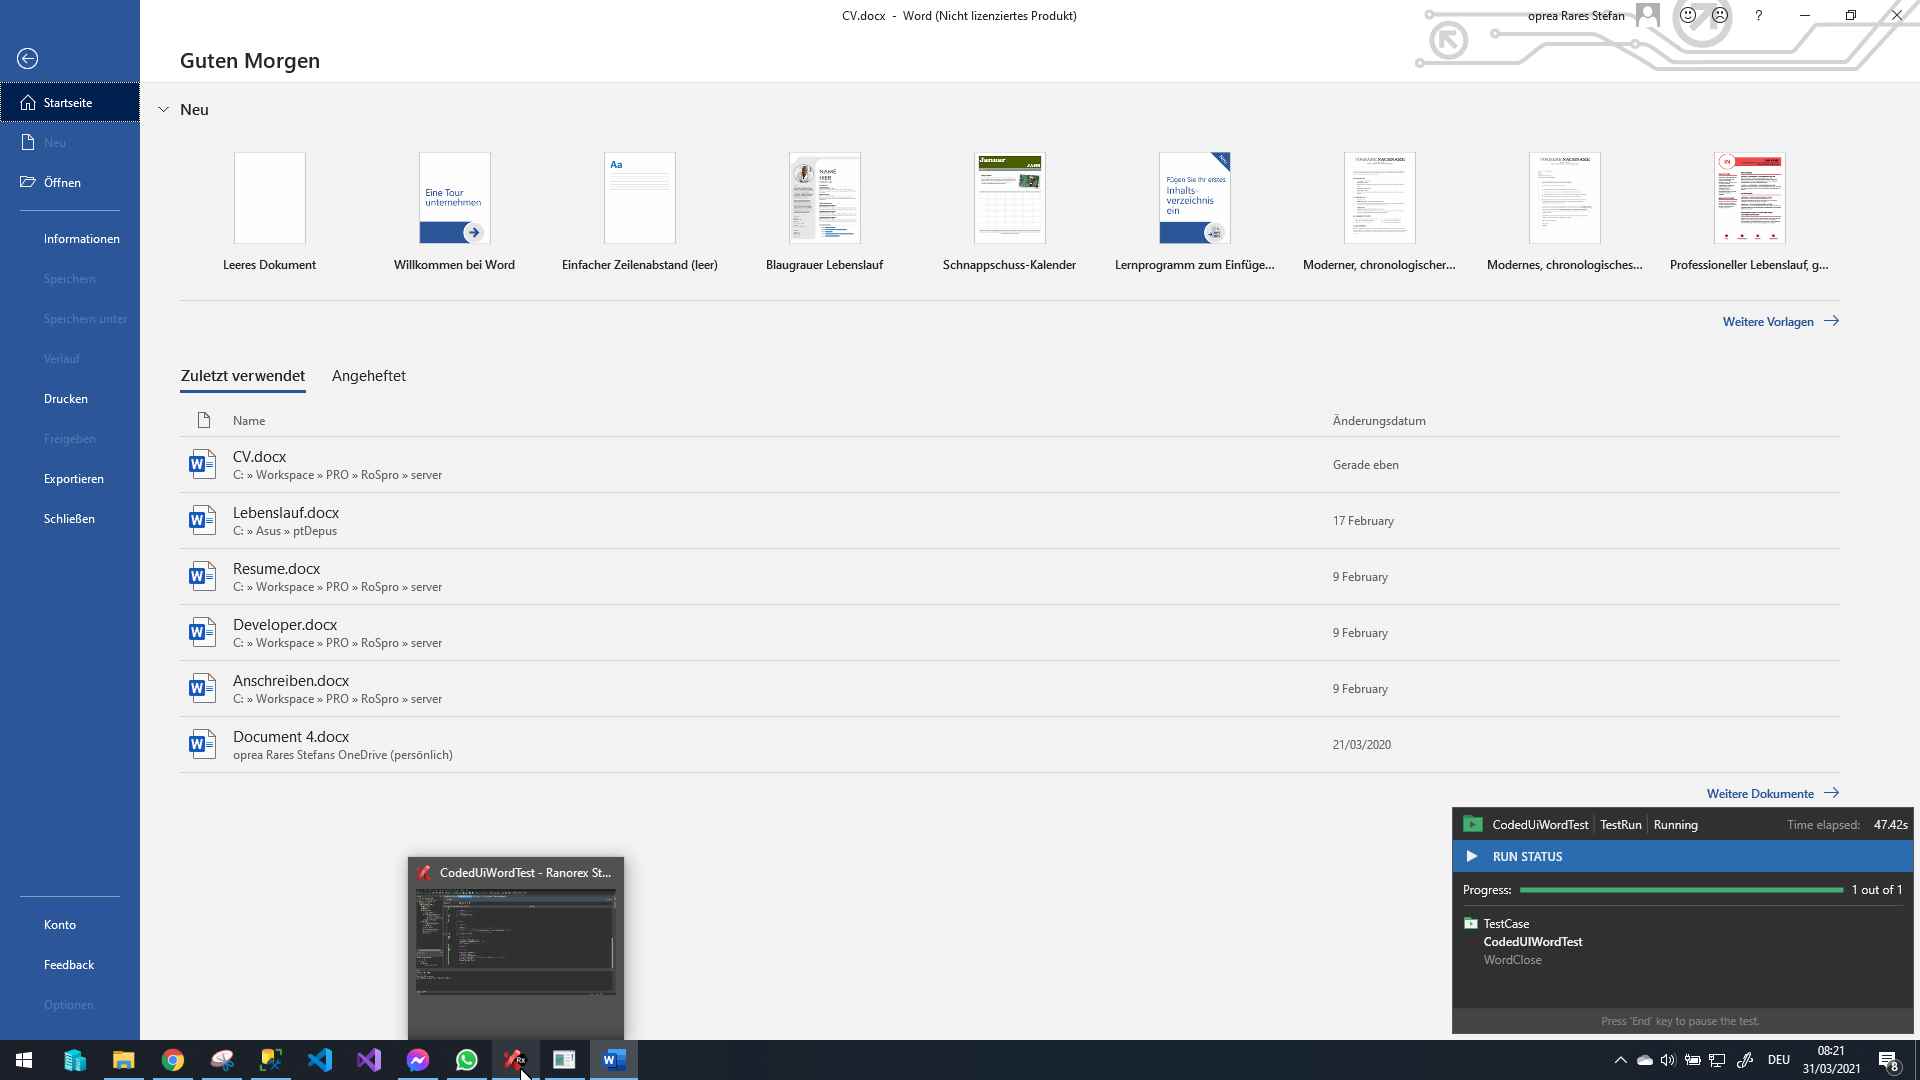 CV.docx - Word (Nicht lizenziertes Produkt)
oprea Rares Stefan
?
Guten Morgen
Startseite
Neu
Öffnen
Informationen
Speichern
Speichern unter
Verlauf
Drucken
Freigeben
Exportieren
Schließen
Konto
Feedback
Optionen
Neu
Eine Tour
unternehmen
Aa
NAME
HIER
Januar
JAHR
Fügen Sie Ihr erstes
Inhalts-
verzeichnis
ein
Leeres Dokument
Willkommen bei Word
Einfacher Zeilenabstand (leer)
Blaugrauer Lebenslauf
Schnappschuss-Kalender
Lernprogramm zum Einfüge...
Moderner, chronologischer...
Modernes, chronologisches...
Professioneller Lebenslauf, g...
Weitere Vorlagen
Zuletzt verwendet Angeheftet
Name Änderungsdatum
CV.docx
C: » Workspace » PRO » RoSpro » server
Gerade eben
Lebenslauf.docx
C: » Asus » ptDepus
17 February
Resume.docx
C: » Workspace » PRO » RoSpro » server
9 February
Developer.docx
C: » Workspace » PRO » RoSpro » server
9 February
Anschreiben.docx
C: » Workspace » PRO » RoSpro » server
9 February
Document 4.docx
oprea Rares Stefans OneDrive (persönlich)
21/03/2020
Weitere Dokumente
CodedUiWordTest TestRun Running Time elapsed: 47.42s
RUN STATUS
Progress: 1 out of 1
TestCase
CodedUIWordTest
WordClose
Press 'End' key to pause the test.
CodedUiWordTest - Ranorex St...
DEU
08:21
31/03/2021
8